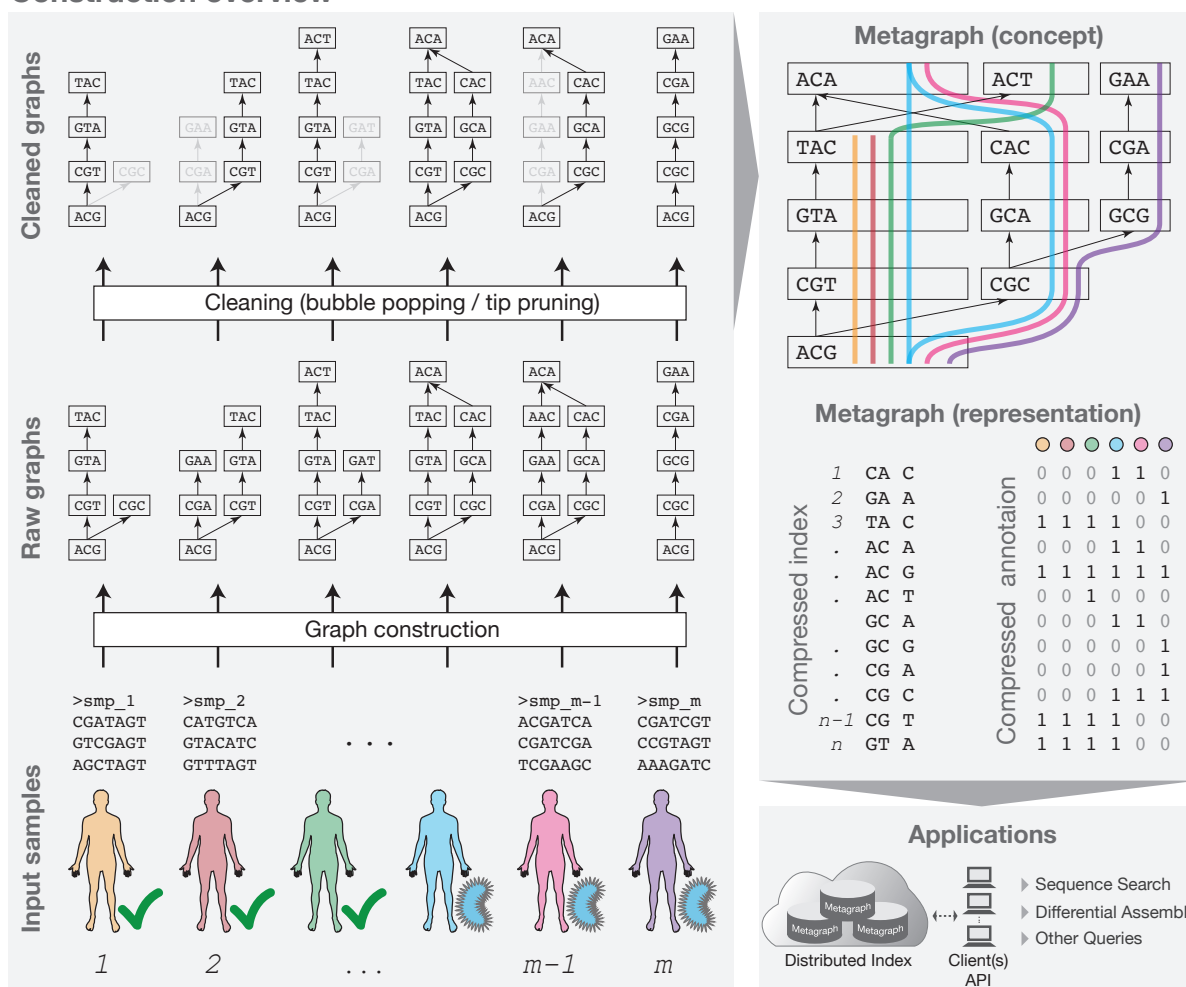 Construction overview
Cleaned graphs
ACT ACA ACA GAA
TAC TAC TAC TAC CAC AAC CAC CGA
GTA GAA GTA GTA GAT GTA GCA GAA GCA GCG
CGT CGC CGA CGT CGT CGA CGT CGC CGA CGC CGC
ACG ACG ACG ACG ACG ACG
Cleaning (bubble popping / tip pruning)
Raw graphs
ACT ACA ACA GAA
TAC TAC TAC TAC CAC AAC CAC CGA
GTA GAA GTA GTA GAT GTA GCA GAA GCA GCG
CGT CGC CGA CGT CGT CGA CGT CGC CGA CGC CGC
ACG ACG ACG ACG ACG ACG
Graph construction
Input samples
>smp_1 >smp_2 >smp_m-1 >smp_m
CGATAGT CATGTCA ACGATCA CGATCGT
GTCGAGT GTACATC ... CGATCGA CCGTAGT
AGCTAGT GTTTAGT TCGAAGC AAAGATC
1 2 ... m-1 m
Metagraph (concept)
ACA ACT GAA
TAC CAC CGA
GTA GCA GCG
CGT CGC
ACG
Metagraph (representation)
Compressed index
Compressed annotaion
1 CA C 0 0 0 1 1 0
2 GA A 0 0 0 0 0 1
3 TA C 1 1 1 1 0 0
. AC A 0 0 0 1 1 0
. AC G 1 1 1 1 1 1
. AC T 0 0 1 0 0 0
GC A 0 0 0 1 1 0
. GC G 0 0 0 0 0 1
. CG A 0 0 0 0 0 1
. CG C 0 0 0 1 1 1
n-1 CG T 1 1 1 1 0 0
n GT A 1 1 1 1 0 0
Applications
Metagraph
Metagraph Metagraph
Distributed Index
Client(s)
API
Sequence Search
Differential Assembl
Other Queries